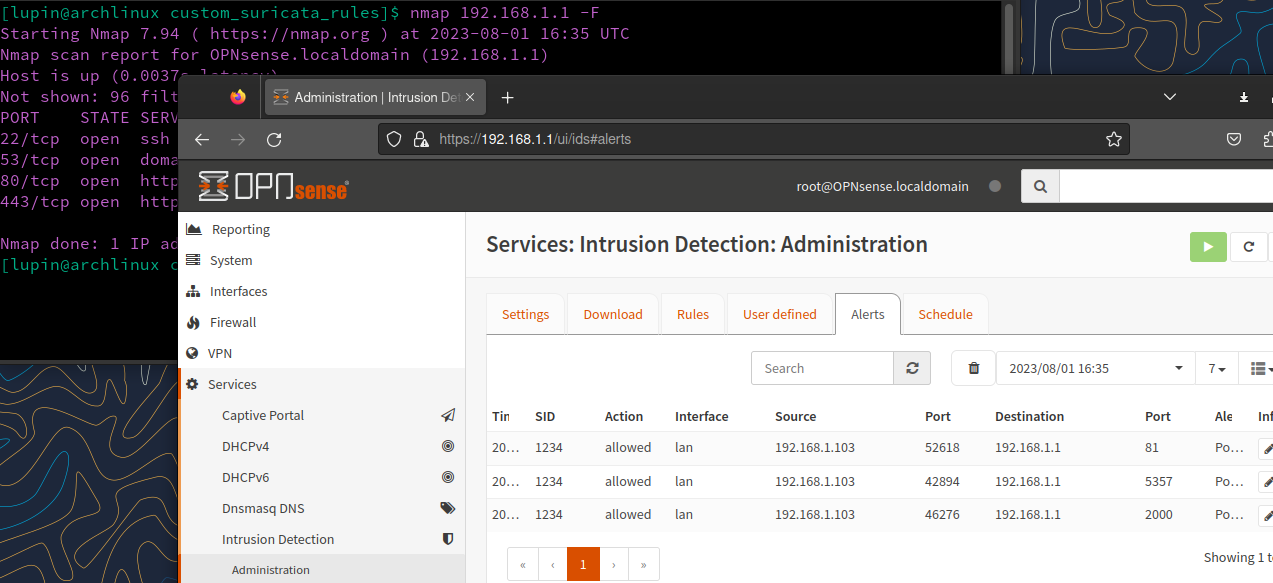 [lupin@archlinux custom_suricata_rules]$ nmap 192.168.1.1 -F
Starting Nmap 7.94 ( https://nmap.org ) at 2023-08-01 16:35 UTC
Nmap scan report for OPNsense.localdomain (192.168.1.1)
Host is up (0.0037s latency)
Not shown: 96 filt
PORT STATE SERV
22/tcp open ssh
53/tcp open doma
80/tcp open http
443/tcp open http
Nmap done: 1 IP ad
[lupin@archlinux c
Administration | Intrusion Det
https://192.168.1.1/ui/ids#alerts
OPNsense
root@OPNsense.localdomain
Reporting
System
Interfaces
Firewall
VPN
Services
Captive Portal
DHCPv4
DHCPv6
Dnsmasq DNS
Intrusion Detection
Administration
Services: Intrusion Detection: Administration
Settings Download Rules User defined Alerts Schedule
Search 2023/08/01 16:35 7
Tir SID Action Interface Source Port Destination Port Ale Inf
20... 1234 allowed lan 192.168.1.103 52618 192.168.1.1 81 Po...
20... 1234 allowed lan 192.168.1.103 42894 192.168.1.1 5357 Po...
20... 1234 allowed lan 192.168.1.103 46276 192.168.1.1 2000 Po...
« ‹ 1 › »
Showing 1 t